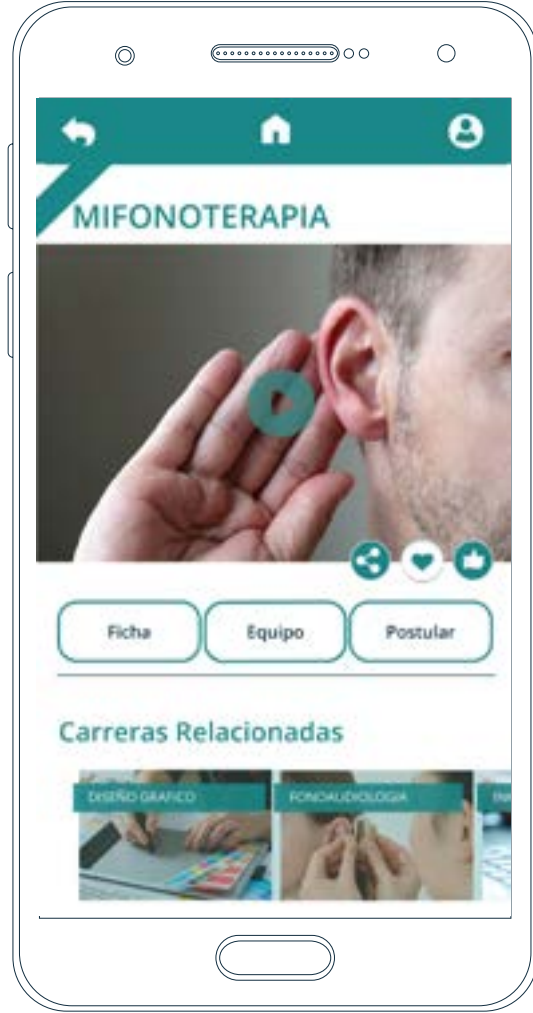 MIFONOTERAPIA
Ficha
Equipo
Postular
Carreras Relacionadas
DISEÑO GRAFICO
FONOAUDIOLOGIA